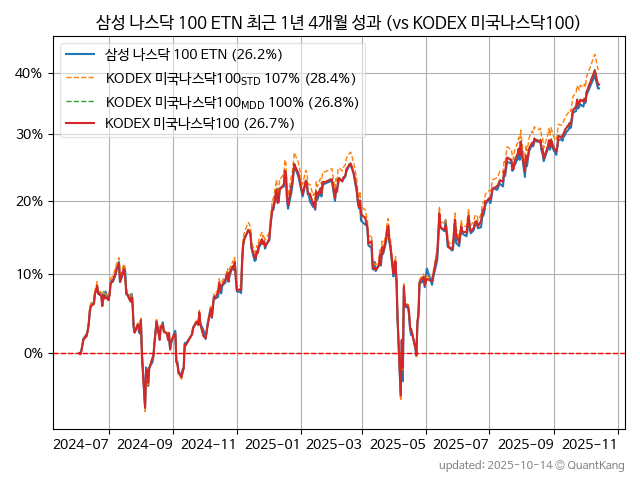 삼성 나스닥 100 ETN 최근 1년 4개월 성과 (vs KODEX 미국나스닥100)
삼성 나스닥 100 ETN (26.2%)
KODEX 미국나스닥100STD 107% (28.4%)
KODEX 미국나스닥100MDD 100% (26.8%)
KODEX 미국나스닥100 (26.7%)
40%
30%
20%
10%
0%
2024-07 2024-09 2024-11 2025-01 2025-03 2025-05 2025-07 2025-09 2025-11
updated: 2025-10-14 © QuantKang